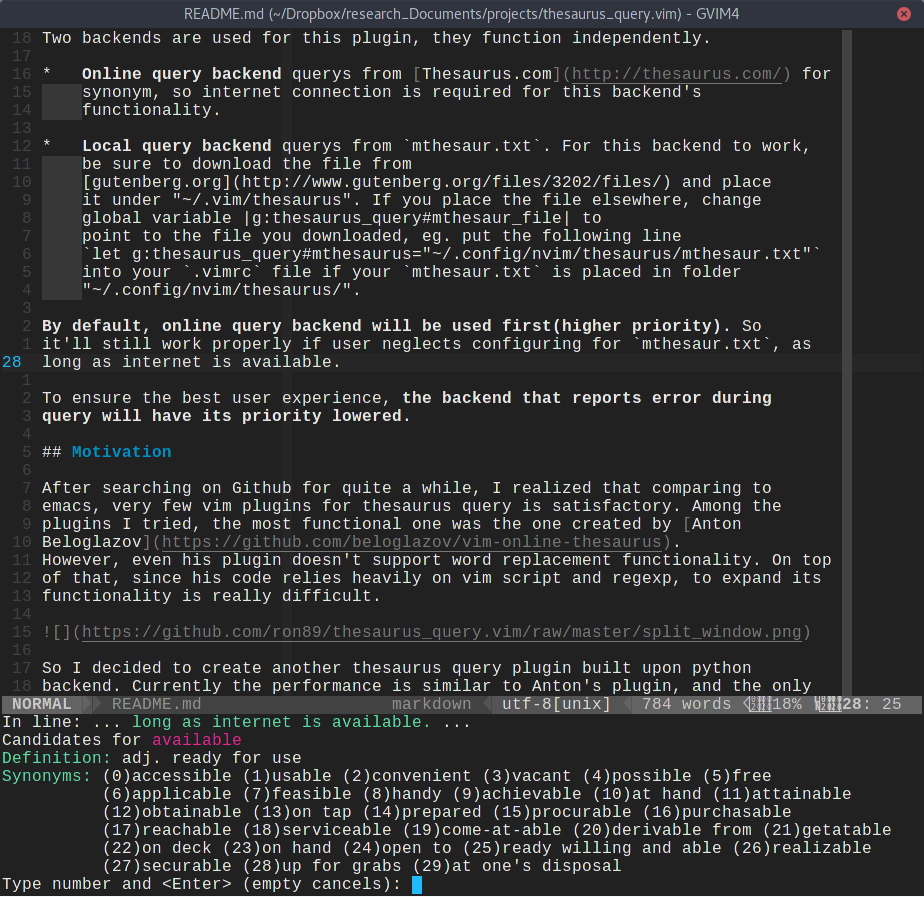 README.md (~/Dropbox/research_Documents/projects/thesaurus_query.vim) - GVIM4
18 Two backends are used for this plugin, they function independently.
17
16 *   Online query backend querys from [Thesaurus.com](http://thesaurus.com/) for
15     synonym, so internet connection is required for this backend's
14     functionality.
13
12 *   Local query backend querys from `mthesaur.txt`. For this backend to work,
11     be sure to download the file from
10     [gutenberg.org](http://www.gutenberg.org/files/3202/files/) and place
9     it under "~/.vim/thesaurus". If you place the file elsewhere, change
8     global variable |g:thesaurus_query#mthesaur_file| to
7     point to the file you downloaded, eg. put the following line
6     `let g:thesaurus_query#mthesaurus="~/.config/nvim/thesaurus/mthesaur.txt"`
5     into your `.vimrc` file if your `mthesaur.txt` is placed in folder
4     "~/.config/nvim/thesaurus/".
3
2 By default, online query backend will be used first(higher priority). So
1 it'll still work properly if user neglects configuring for `mthesaur.txt`, as
28 long as internet is available.
1
2 To ensure the best user experience, the backend that reports error during
3 query will have its priority lowered.
4
5 ## Motivation
6
7 After searching on Github for quite a while, I realized that comparing to
8 emacs, very few vim plugins for thesaurus query is satisfactory. Among the
9 plugins I tried, the most functional one was the one created by [Anton
10 Beloglazov](https://github.com/beloglazov/vim-online-thesaurus).
11 However, even his plugin doesn't support word replacement functionality. On top
12 of that, since his code relies heavily on vim script and regexp, to expand its
13 functionality is really difficult.
14
15 ![](https://github.com/ron89/thesaurus_query.vim/raw/master/split_window.png)
16
17 So I decided to create another thesaurus query plugin built upon python
18 backend. Currently the performance is similar to Anton's plugin, and the only
NORMAL README.md markdown utf-8[unix] 784 words 18% 28: 25
In line: ... long as internet is available. ...
Candidates for available
Definition: adj. ready for use
Synonyms: (0)accessible (1)usable (2)convenient (3)vacant (4)possible (5)free
(6)applicable (7)feasible (8)handy (9)achievable (10)at hand (11)attainable
(12)obtainable (13)on tap (14)prepared (15)procurable (16)purchasable
(17)reachable (18)serviceable (19)come-at-able (20)derivable from (21)getatable
(22)on deck (23)on hand (24)open to (25)ready willing and able (26)realizable
(27)securable (28)up for grabs (29)at one's disposal
Type number and <Enter> (empty cancels):